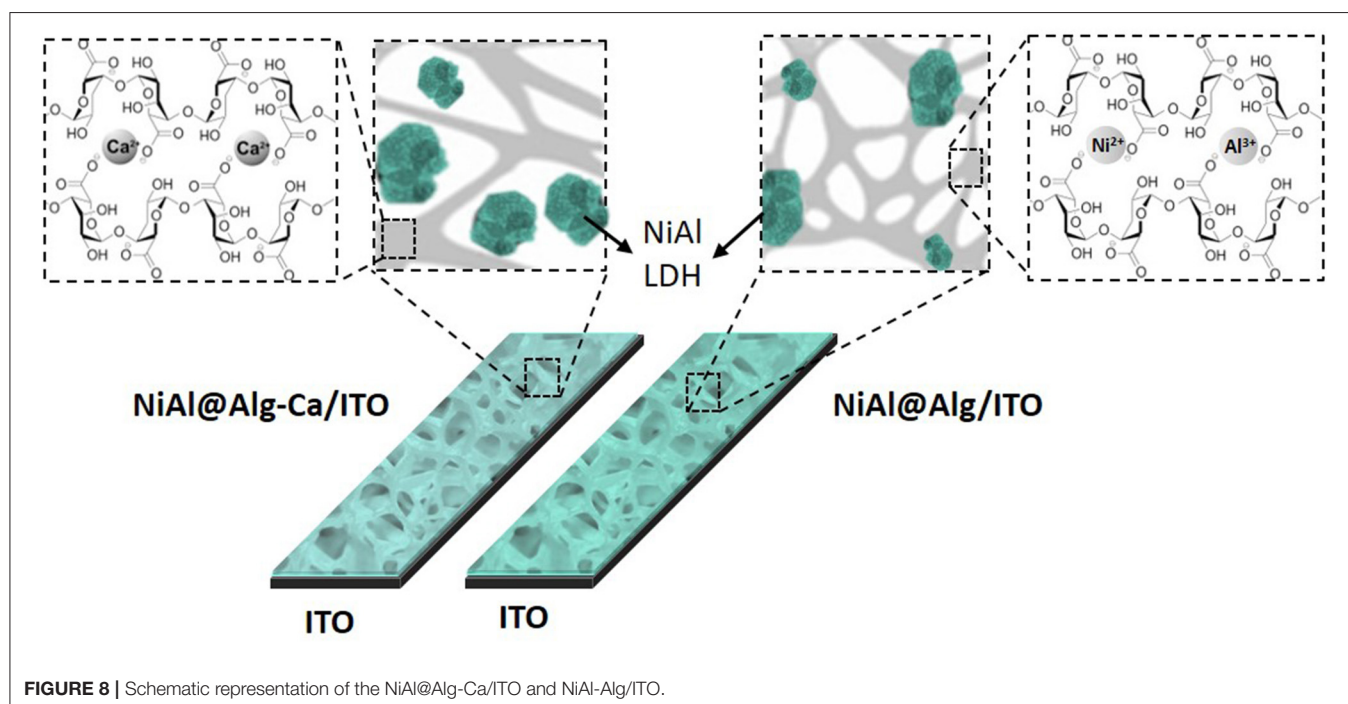 Ca²⁺ Ca²⁺
Ni²⁺ Al³⁺
NiAl
LDH
NiAl@Alg-Ca/ITO
NiAl@Alg/ITO
ITO
ITO
FIGURE 8 | Schematic representation of the NiAl@Alg-Ca/ITO and NiAl-Alg/ITO.